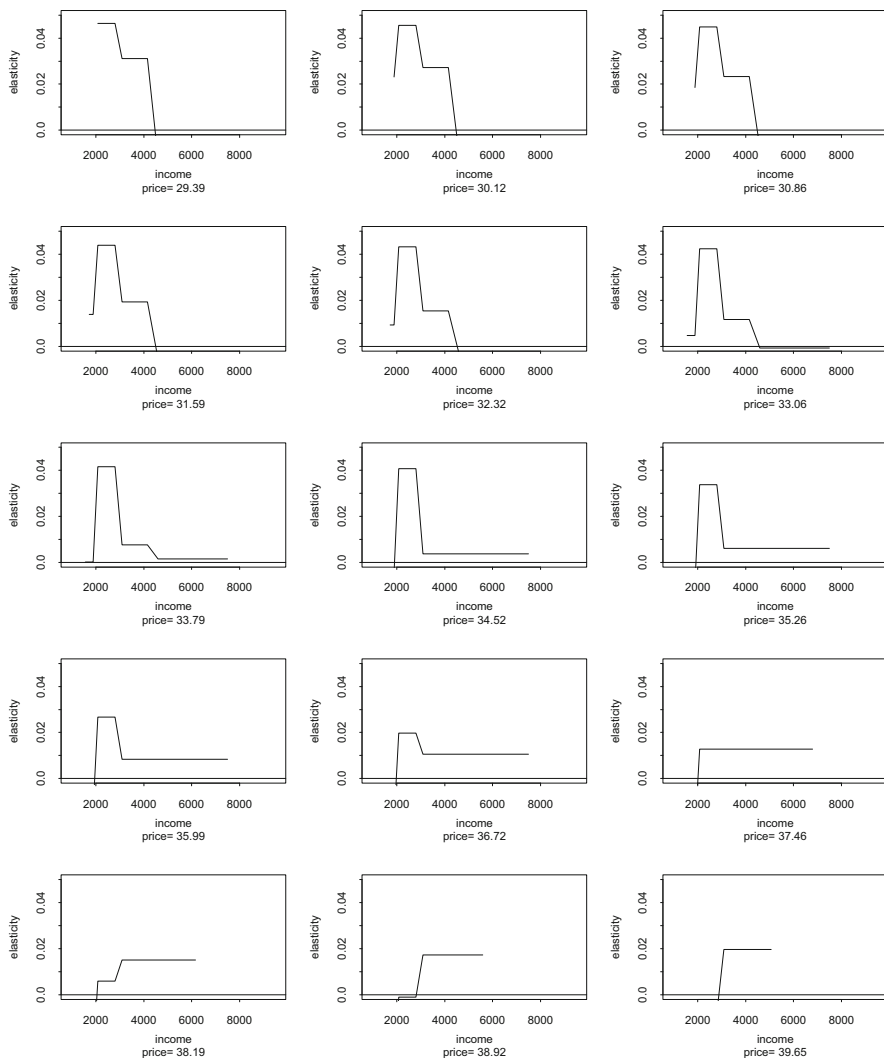 elasticity
0.0 0.02 0.04
2000 4000 6000 8000
income
price= 29.39
elasticity
0.0 0.02 0.04
2000 4000 6000 8000
income
price= 30.12
elasticity
0.0 0.02 0.04
2000 4000 6000 8000
income
price= 30.86
elasticity
0.0 0.02 0.04
2000 4000 6000 8000
income
price= 31.59
elasticity
0.0 0.02 0.04
2000 4000 6000 8000
income
price= 32.32
elasticity
0.0 0.02 0.04
2000 4000 6000 8000
income
price= 33.06
elasticity
0.0 0.02 0.04
2000 4000 6000 8000
income
price= 33.79
elasticity
0.0 0.02 0.04
2000 4000 6000 8000
income
price= 34.52
elasticity
0.0 0.02 0.04
2000 4000 6000 8000
income
price= 35.26
elasticity
0.0 0.02 0.04
2000 4000 6000 8000
income
price= 35.99
elasticity
0.0 0.02 0.04
2000 4000 6000 8000
income
price= 36.72
elasticity
0.0 0.02 0.04
2000 4000 6000 8000
income
price= 37.46
elasticity
0.0 0.02 0.04
2000 4000 6000 8000
income
price= 38.19
elasticity
0.0 0.02 0.04
2000 4000 6000 8000
income
price= 38.92
elasticity
0.0 0.02 0.04
2000 4000 6000 8000
income
price= 39.65